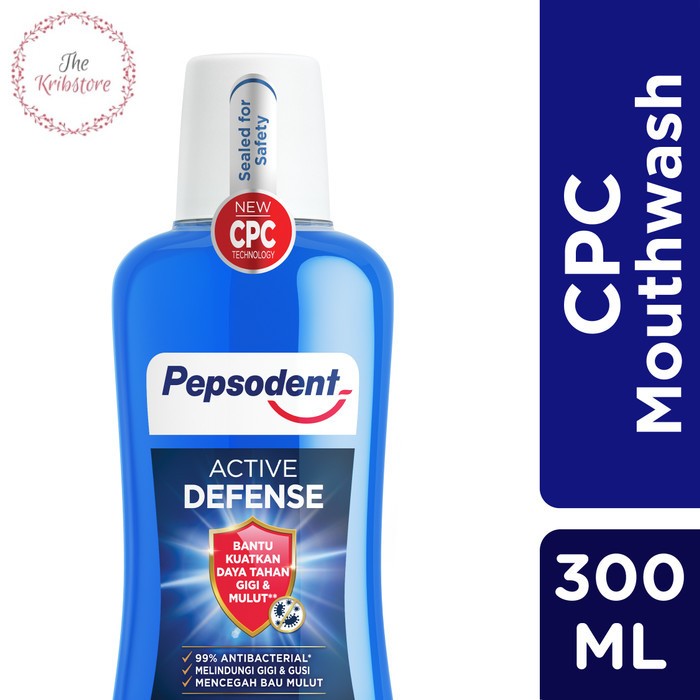 The
Kribstore
Sealed for
Safety
NEW
CPC
TECHNOLOGY
Pepsodent
ACTIVE
DEFENSE
BANTU
KUATKAN
DAYA TAHAN
GIGI &
MULUT**
✓ 99% ANTIBACTERIAL*
✓ MELINDUNGI GIGI & GUSI
✓ MENCEGAH BAU MULUT
CPC
Mouthwash
300
ML